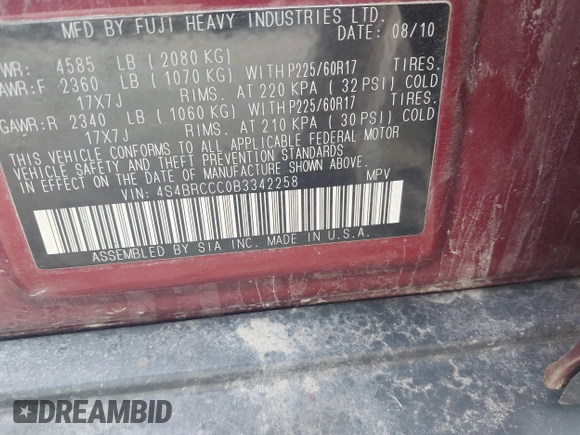 MFD BY FUJI HEAVY INDUSTRIES LTD.
DATE: 08/10
WR: 4585 LB ( 2080 KG)
AWR:F 2360 LB ( 1070 KG) WITH P225/60R17 TIRES.
17X7J RIMS. AT 220 KPA ( 32 PSI) COLD
GAWR:R 2340 LB ( 1060 KG) WITH P225/60R17 TIRES.
17X7J RIMS. AT 210 KPA ( 30 PSI) COLD
THIS VEHICLE CONFORMS TO ALL APPLICABLE FEDERAL MOTOR
VEHICLE SAFETY AND THEFT PREVENTION STANDARDS
IN EFFECT ON THE DATE OF MANUFACTURE SHOWN ABOVE.
VIN: 4S4BRCCC0B3342258 MPV
ASSEMBLED BY SIA INC. MADE IN U.S.A.
DREAMBID